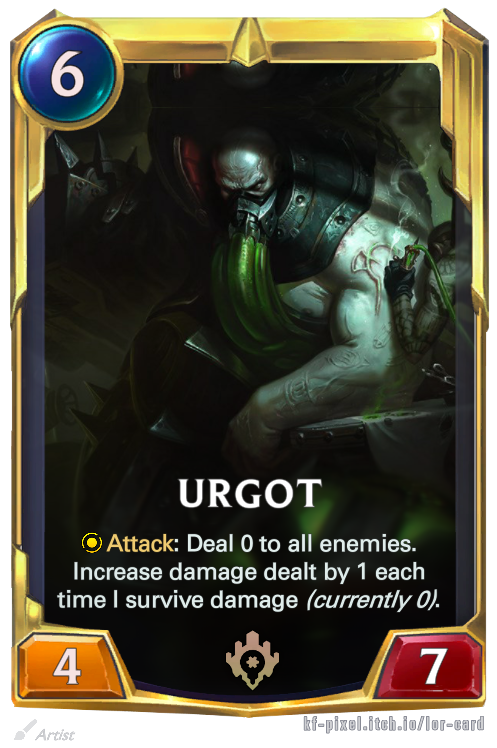 6
URGOT
Attack: Deal 0 to all enemies.
Increase damage dealt by 1 each
time I survive damage (currently 0).
4
7
kf-pixel.itch.io/lor-card
Artist